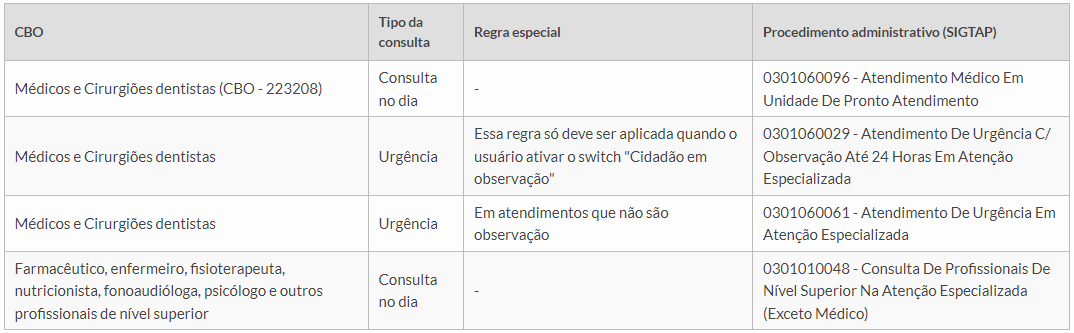 CBO
Tipo da
consulta
Regra especial
Procedimento administrativo (SIGTAP)
Médicos e Cirurgiões dentistas (CBO - 223208)
Consulta
no dia
-
0301060096 - Atendimento Médico Em
Unidade De Pronto Atendimento
Médicos e Cirurgiões dentistas
Urgência
Essa regra só deve ser aplicada quando o
usuário ativar o switch "Cidadão em
observação"
0301060029 - Atendimento De Urgência C/
Observação Até 24 Horas Em Atenção
Especializada
Médicos e Cirurgiões dentistas
Urgência
Em atendimentos que não são
observação
0301060061 - Atendimento De Urgência Em
Atenção Especializada
Farmacêutico, enfermeiro, fisioterapeuta,
nutricionista, fonoaudióloga, psicólogo e outros
profissionais de nível superior
Consulta
no dia
-
0301010048 - Consulta De Profissionais De
Nível Superior Na Atenção Especializada
(Exceto Médico)